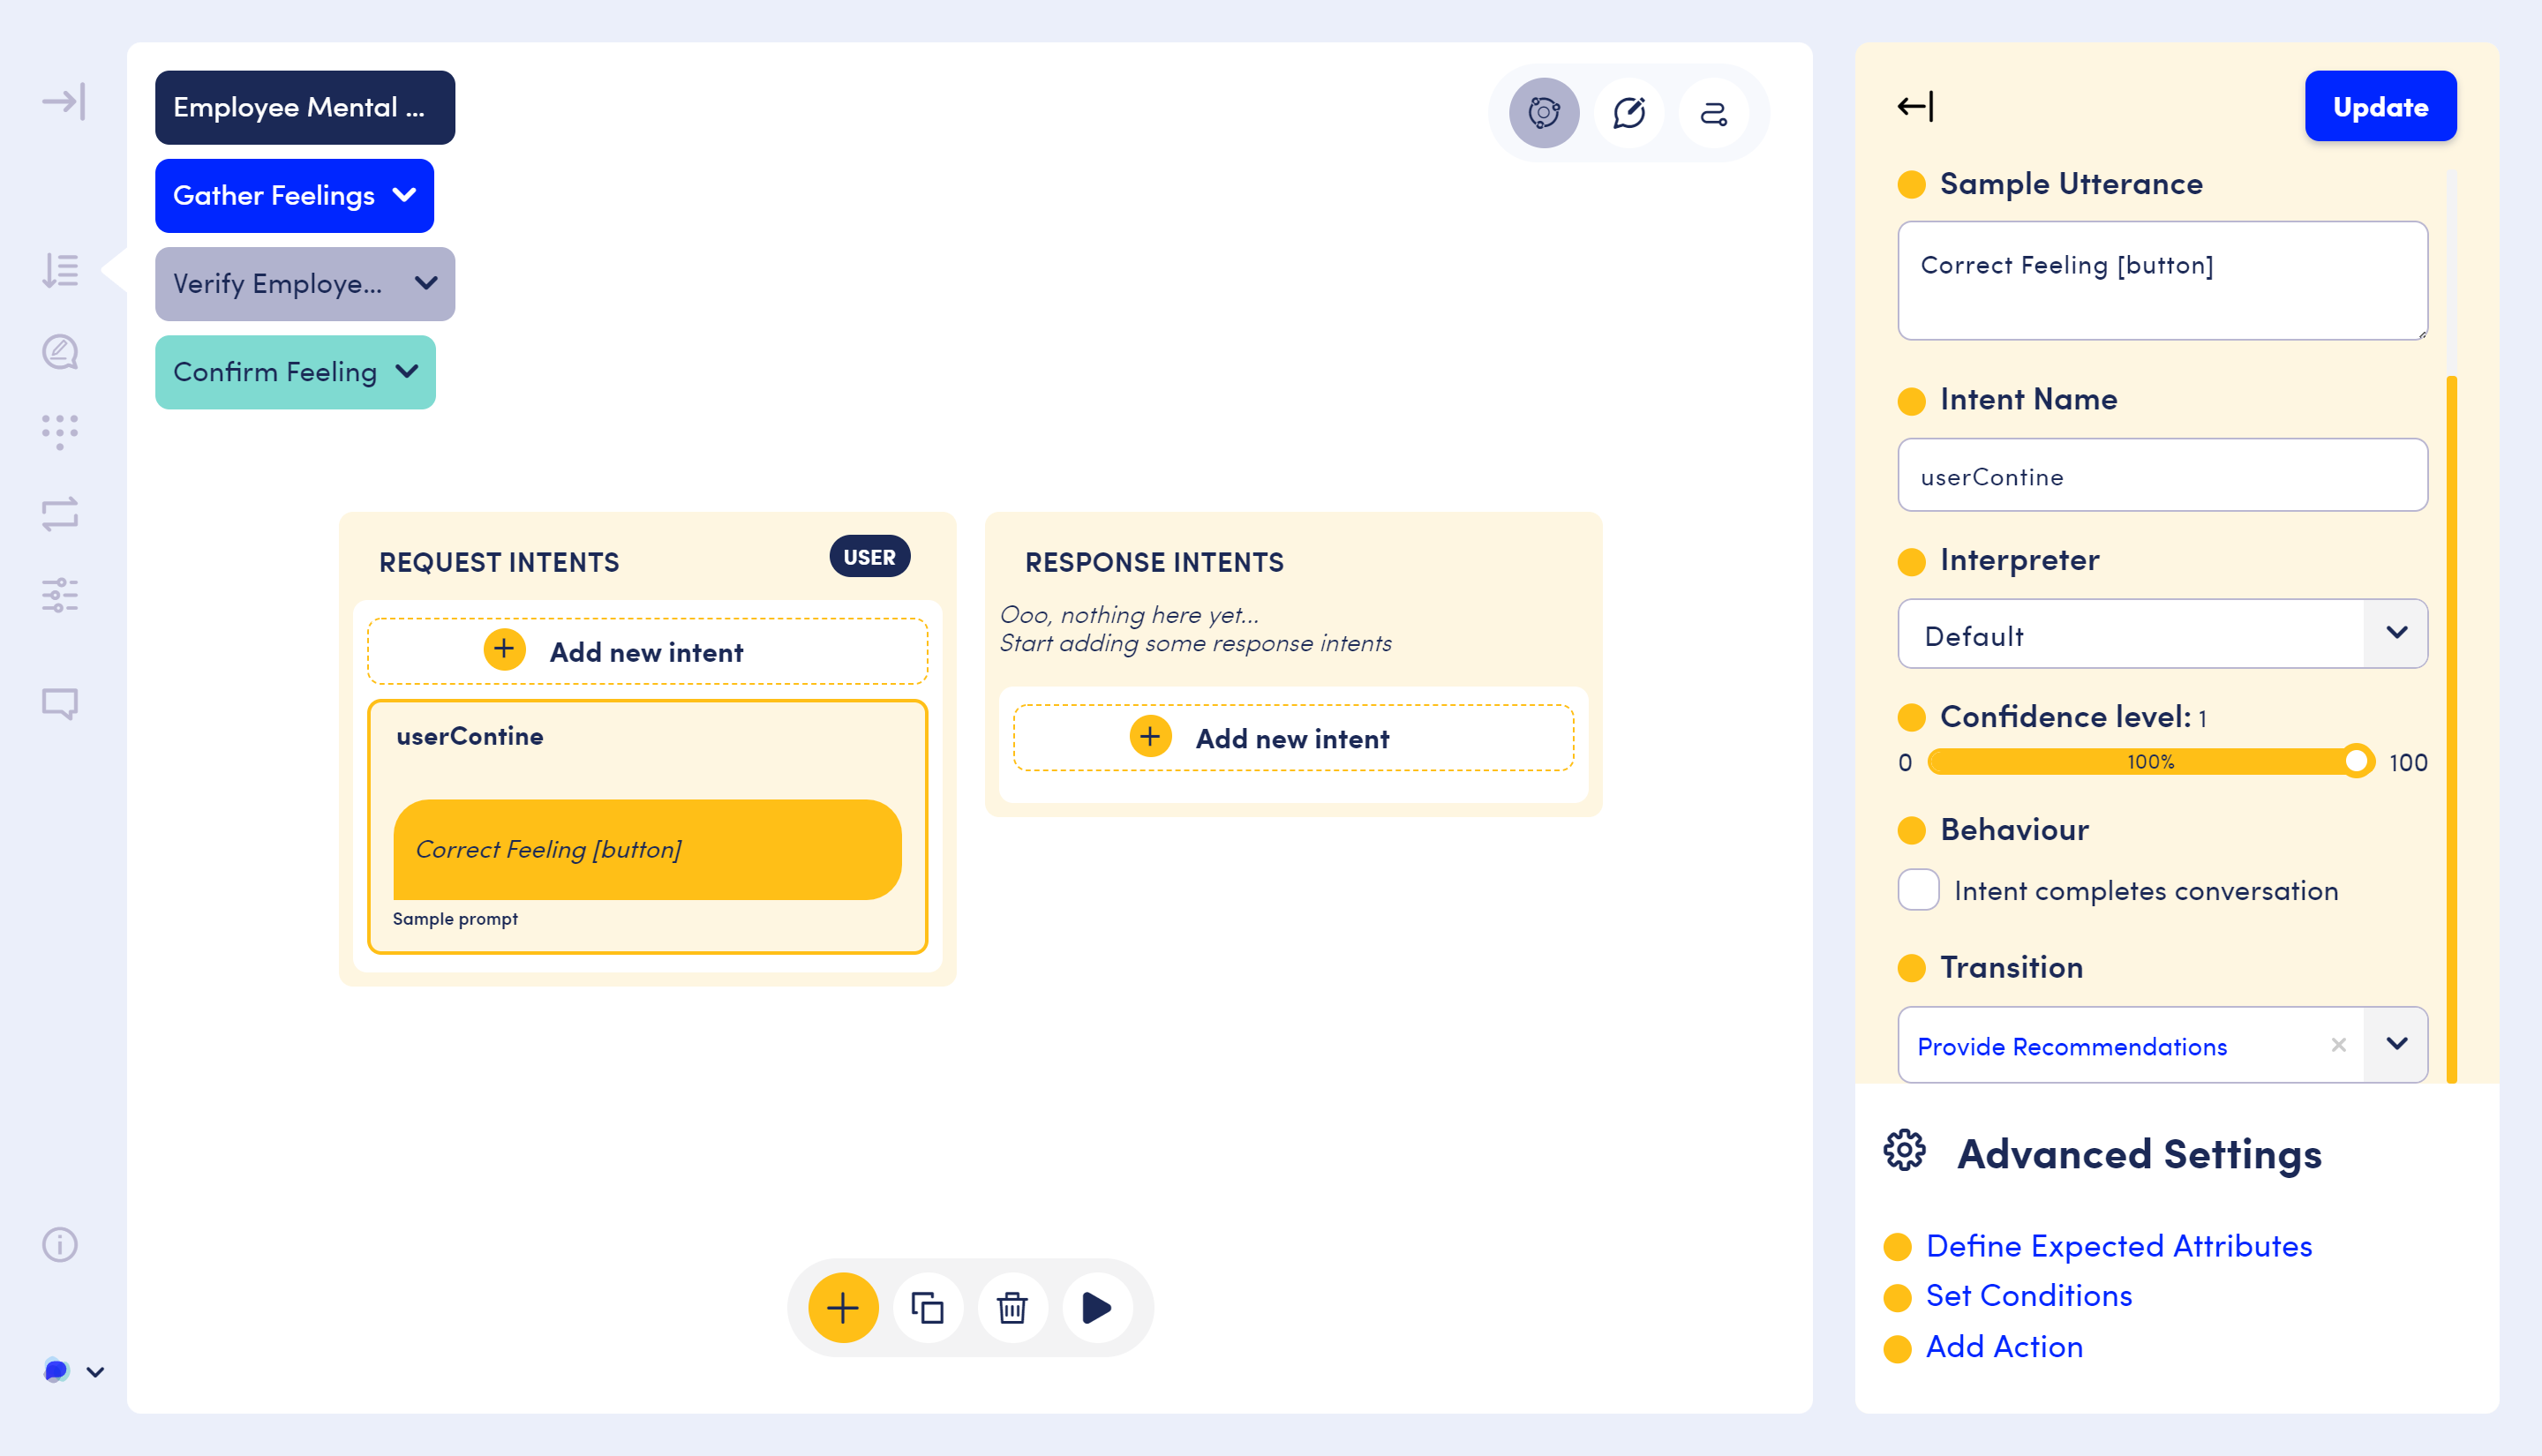 Employee Mental ...
Gather Feelings
Verify Employe...
Confirm Feeling
REQUEST INTENTS
USER
Add new intent
userContine
Correct Feeling [button]
Sample prompt
RESPONSE INTENTS
Ooo, nothing here yet...
Start adding some response intents
Add new intent
Update
Sample Utterance
Correct Feeling [button]
Intent Name
userContine
Interpreter
Default
Confidence level: 1
0 100% 100
Behaviour
Intent completes conversation
Transition
Provide Recommendations
Advanced Settings
Define Expected Attributes
Set Conditions
Add Action